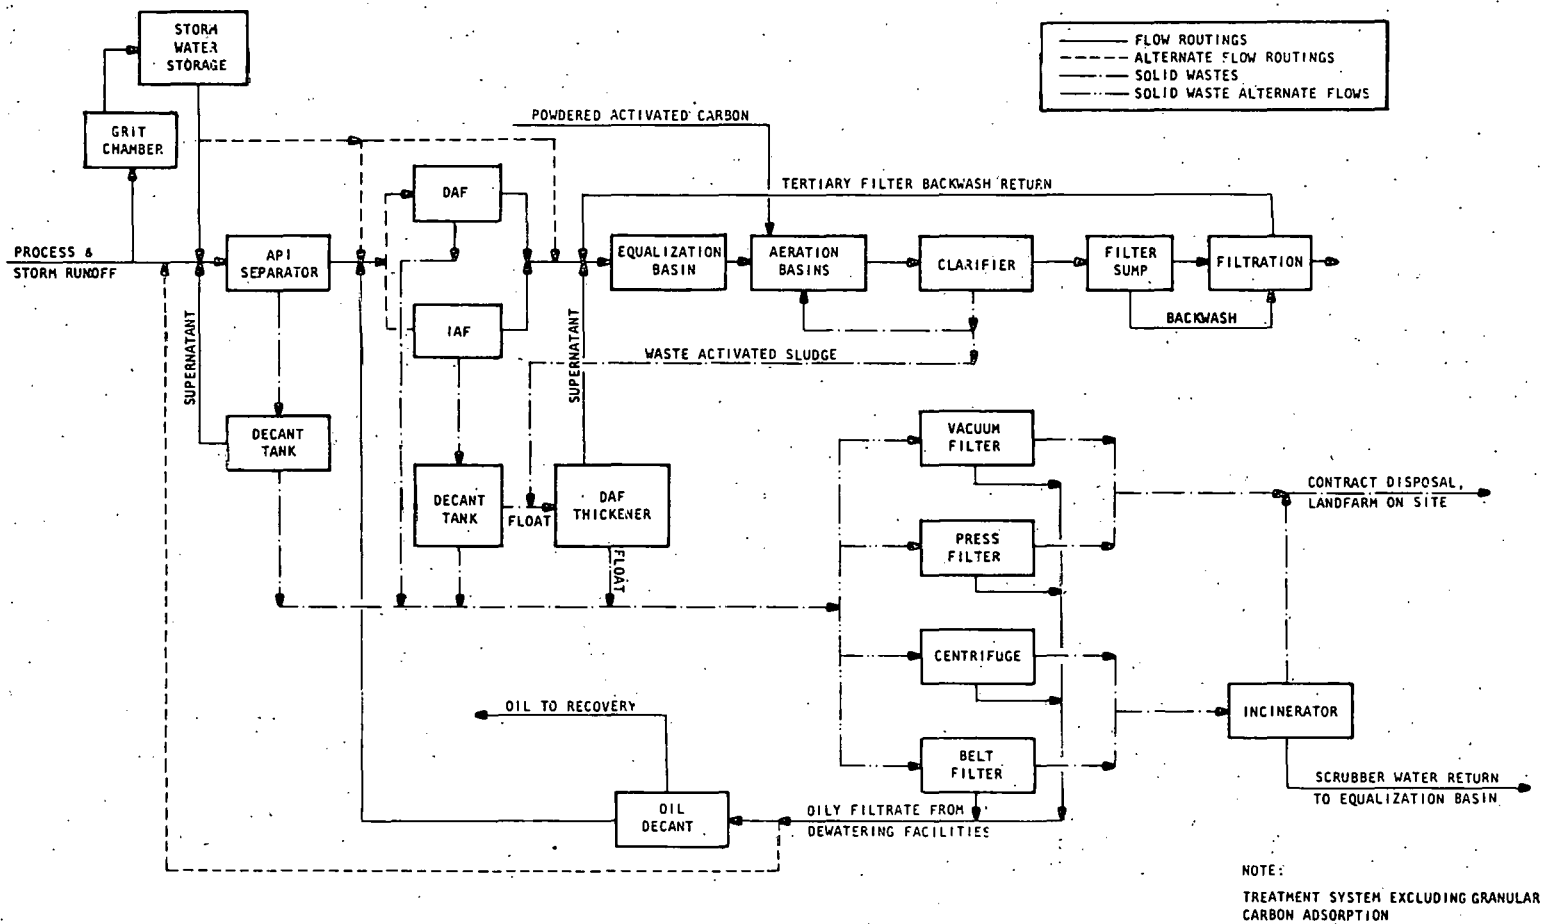 STORM
WATER
STORAGE
FLOW ROUTINGS
ALTERNATE FLOW ROUTINGS
SOLID WASTES
SOLID WASTE ALTERNATE FLOWS
GRIT
CHAMBER
POWDERED ACTIVATED CARBON
DAF
TERTIARY FILTER BACKWASH RETURN
PROCESS &
STORM RUNOFF
API
SEPARATOR
EQUALIZATION
BASIN
AERATION
BASINS
CLARIFIER
FILTER
SUMP
FILTRATION
BACKWASH
IAF
SUPERNATANT
SUPERNATANT
WASTE ACTIVATED SLUDGE
DECANT
TANK
VACUUM
FILTER
DECANT
TANK
FLOAT
DAF
THICKENER
FLOAT
CONTRACT DISPOSAL,
LANDFARM ON SITE
PRESS
FILTER
CENTRIFUGE
INCINERATOR
OIL TO RECOVERY
BELT
FILTER
SCRUBBER WATER RETURN
TO EQUALIZATION BASIN
OIL
DECANT
OILY FILTRATE FROM
DEWATERING FACILITIES
NOTE:
TREATMENT SYSTEM EXCLUDING GRANULAR
CARBON ADSORPTION